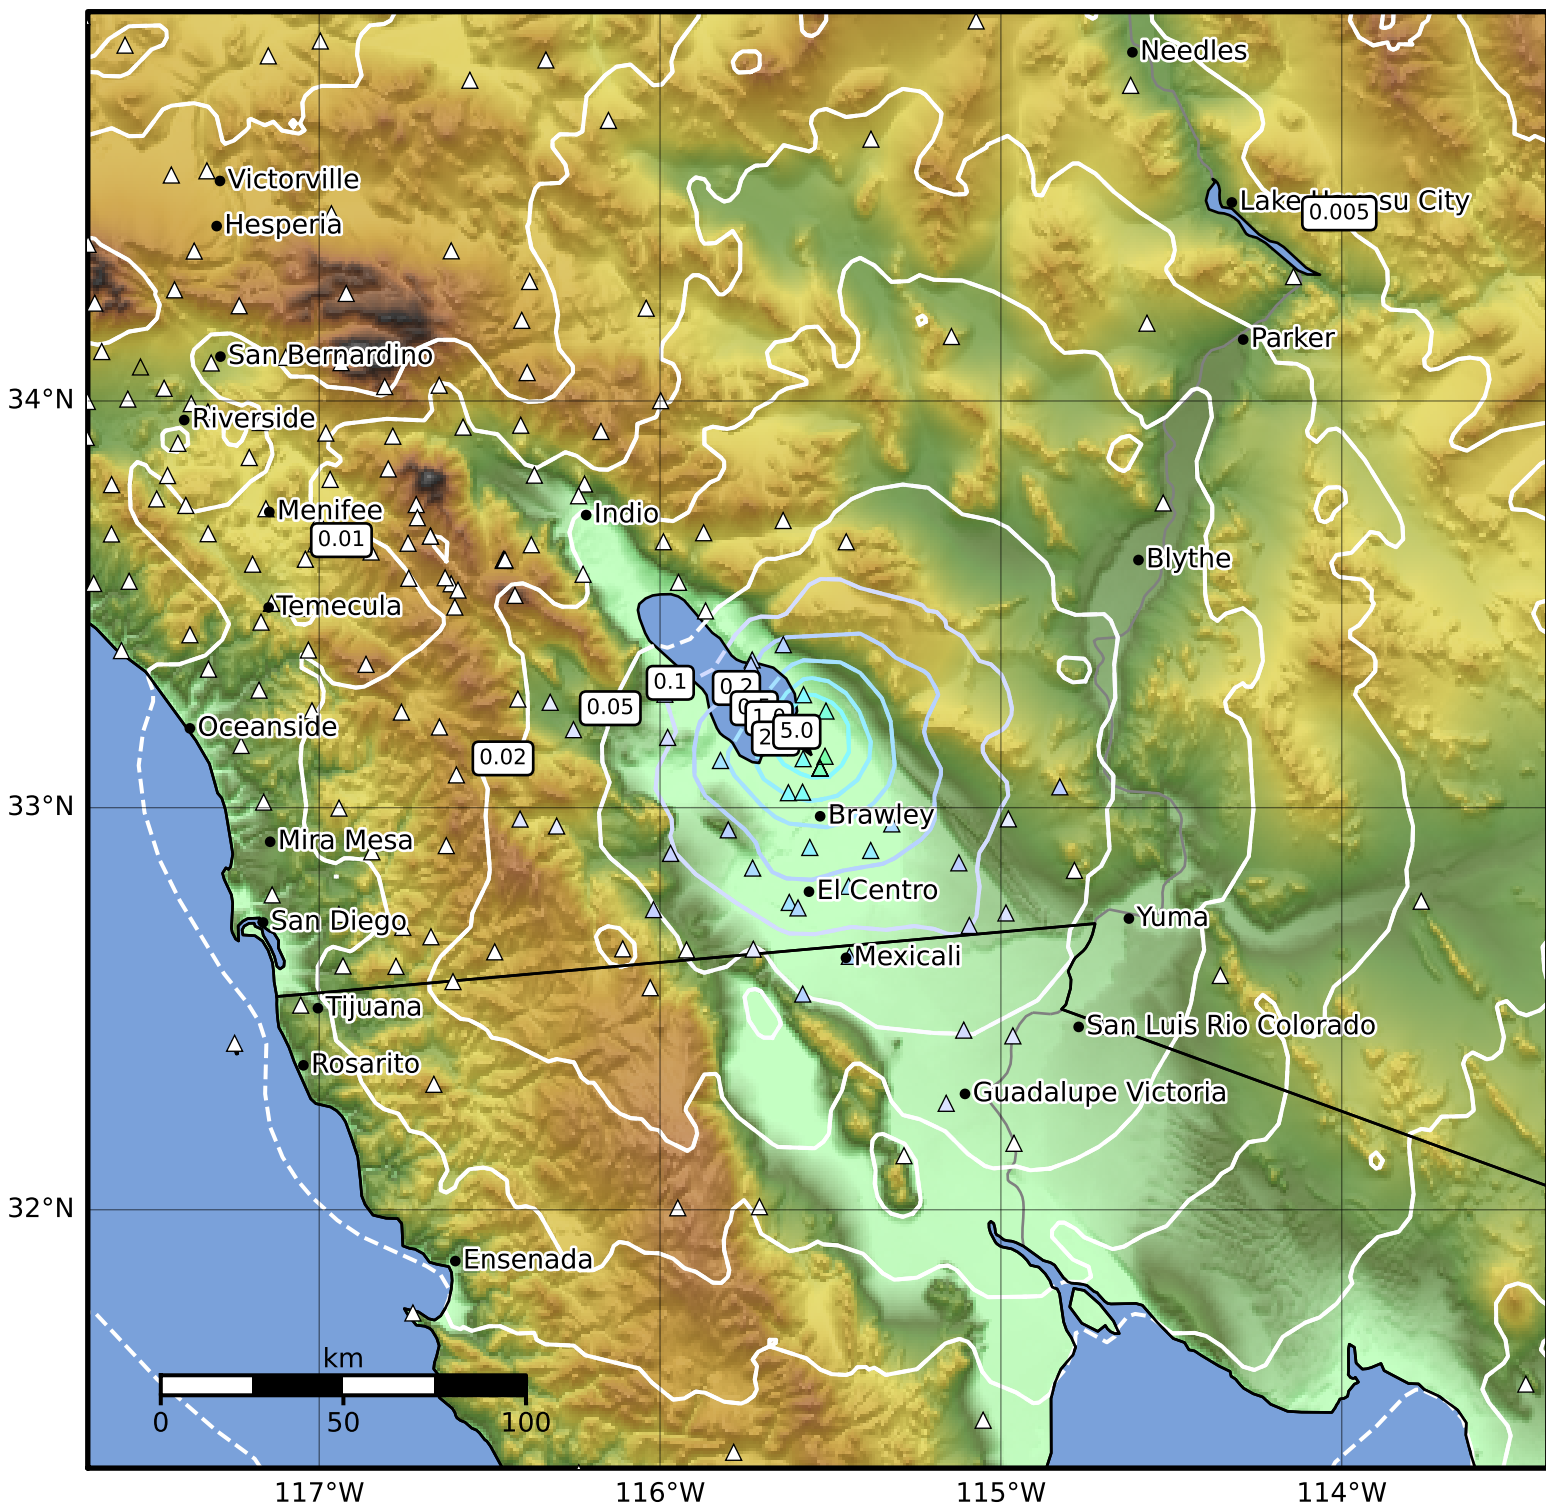 Needles
Victorville
Lake
su City
0.005
Hesperia
Parker
San Bernardino
34°N
Riverside
Menifee
Indio
0.01
Blythe
Temecula
0.1
0.2
0.05
1.0
5.0
Oceanside
0.02
33°N
Brawley
Mira Mesa
El Centro
San Diego
Yuma
Mexicali
Tijuana
San Luis Rio Colorado
Rosarito
Guadalupe Victoria
32°N
Ensenada
km
0 50 100
117°W 116°W 115°W 114°W